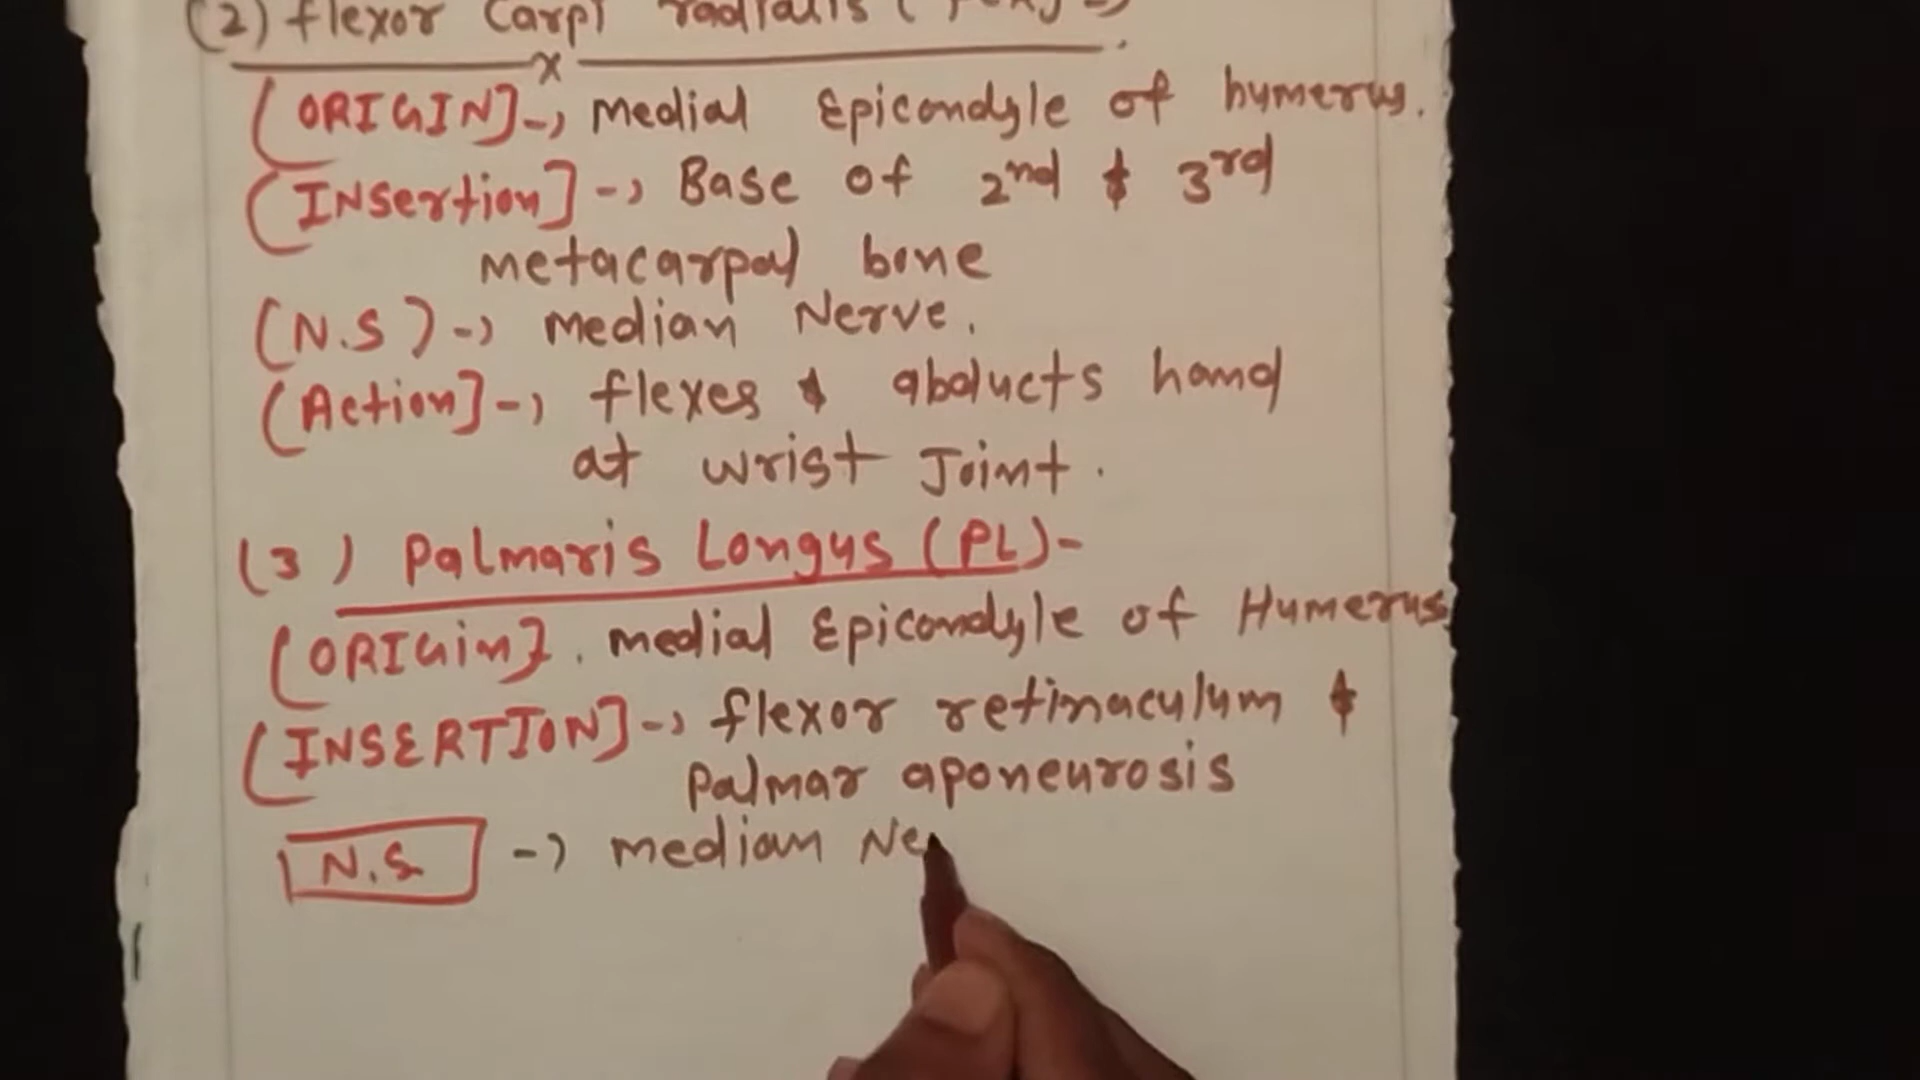 (2) flexor Carpi radialis (
x
[ORIGIN] -> medial Epicondyle of humerus.
[INSertion] -> Base of 2nd & 3rd
metacarpal bone
(N.S) -> median Nerve.
[Action] -> flexes & abducts hand
at wrist Joint.
(3) Palmaris Longus (PL)-
[ORIGin]. medial Epicondyle of Humerus
[INSERTION] -> flexor retinaculum &
Palmar aponeurosis
N.S -> median Ne